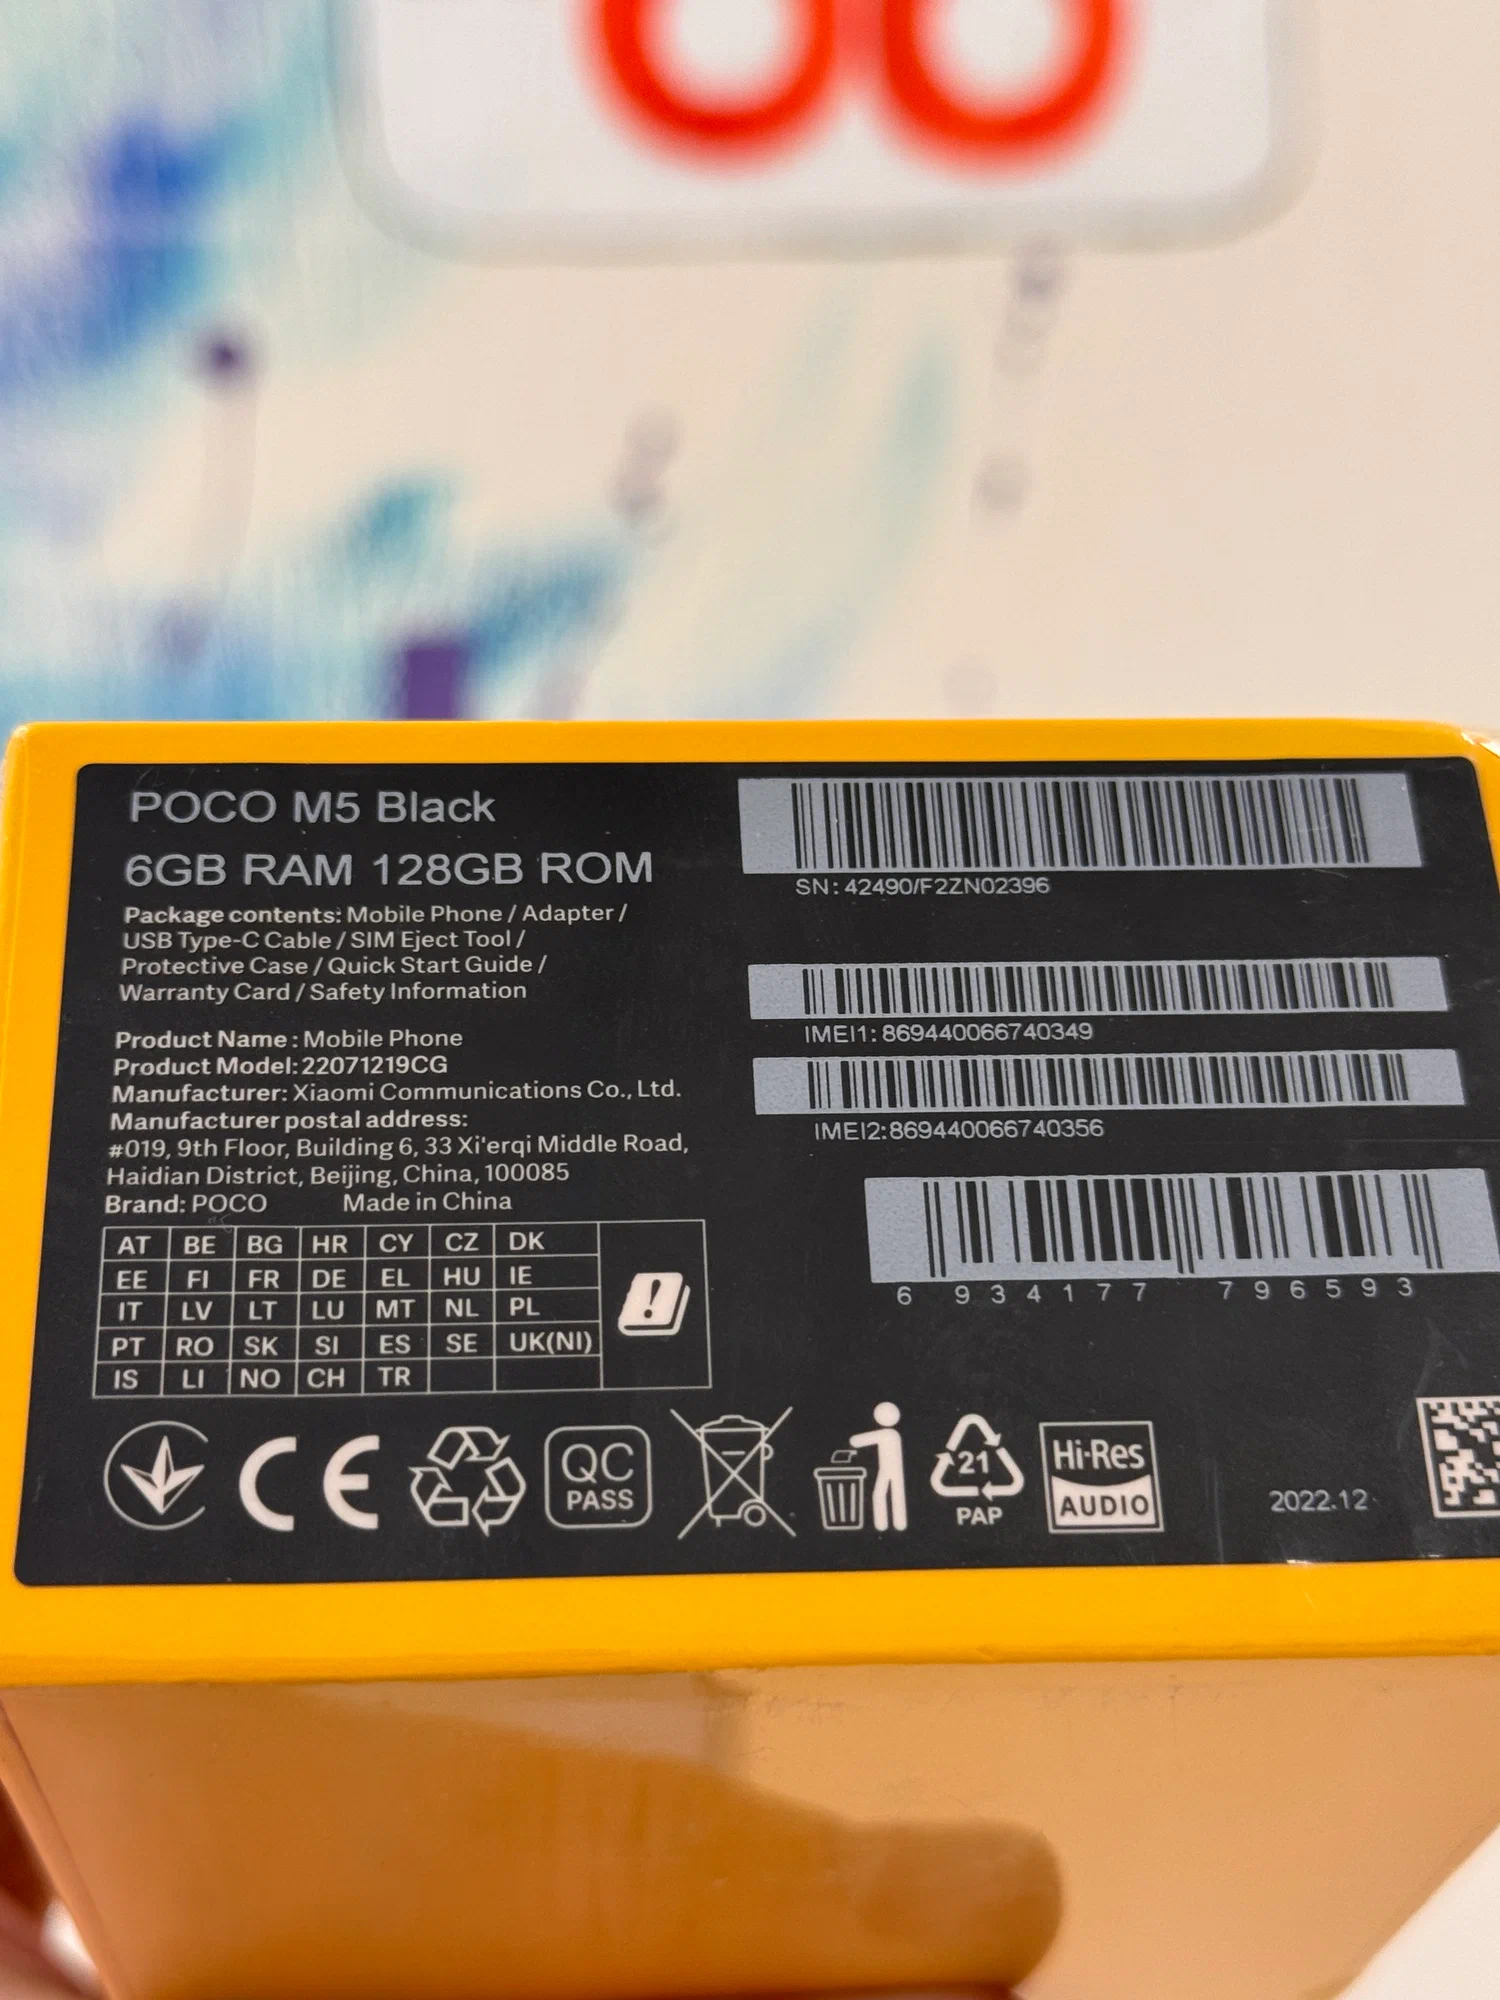 POCO M5 Black
6GB RAM 128GB ROM
Package contents: Mobile Phone / Adapter /
USB Type-C Cable / SIM Eject Tool /
Protective Case / Quick Start Guide /
Warranty Card / Safety Information
Product Name : Mobile Phone
Product Model: 22071219CG
Manufacturer: Xiaomi Communications Co., Ltd.
Manufacturer postal address:
#019, 9th Floor, Building 6, 33 Xi'erqi Middle Road,
Haidian District, Beijing, China, 100085
Brand: POCO Made in China
AT BE BG HR CY CZ DK
EE FI FR DE EL HU IE
IT LV LT LU MT NL PL
PT RO SK SI ES SE UK(NI)
IS LI NO CH TR
SN: 42490/F2ZN02396
IMEI1: 869440066740349
IMEI2: 869440066740356
6 934177 796593
CE
QC
PASS
21
PAP
Hi-Res
AUDIO
2022.12